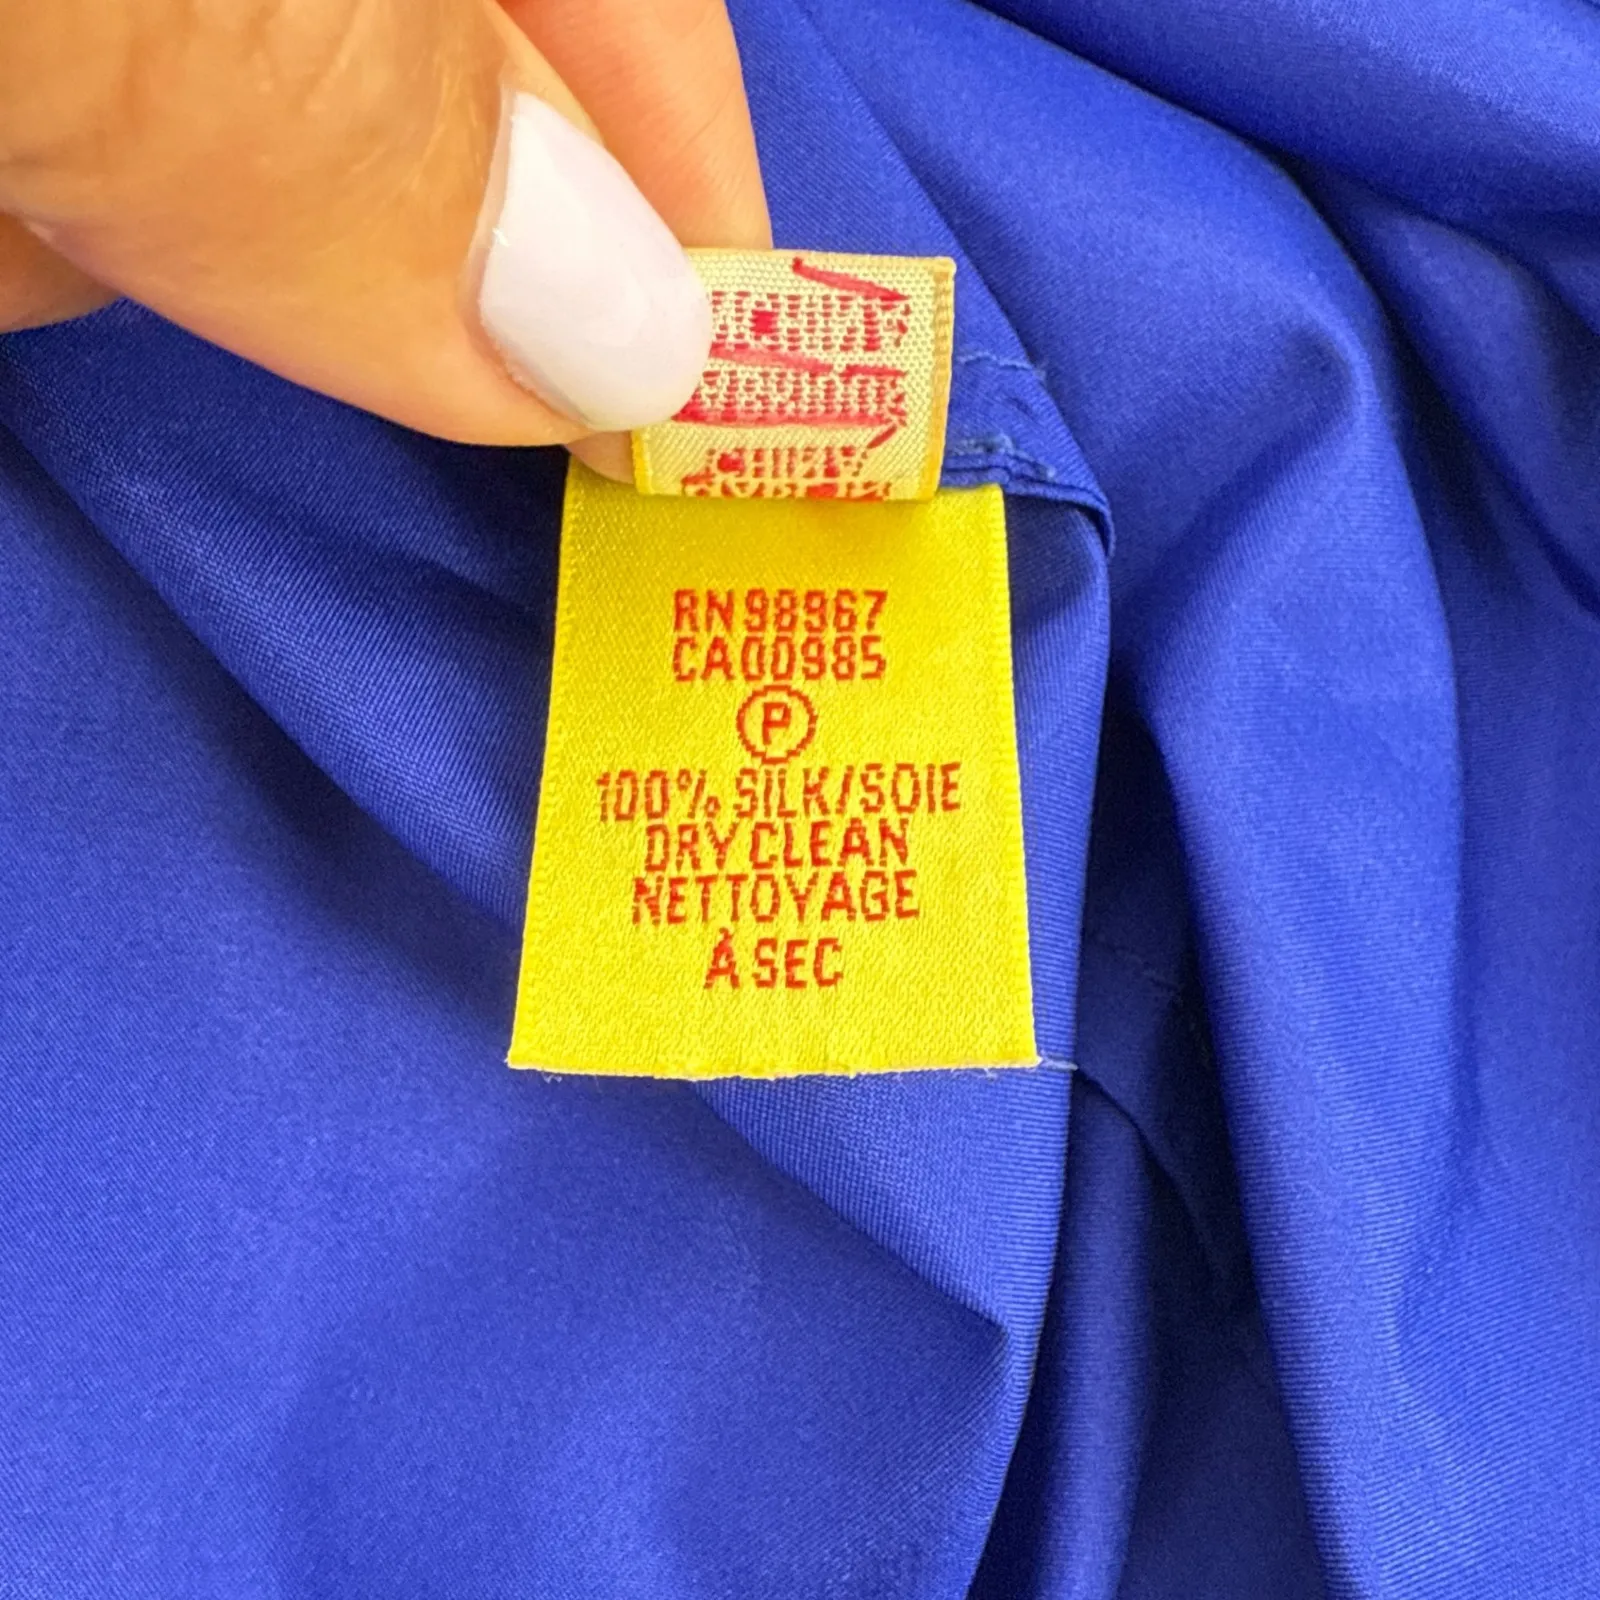 RN98967
CA00985
P
100% SILK/SOIE
DRY CLEAN
NETTOYAGE
À SEC